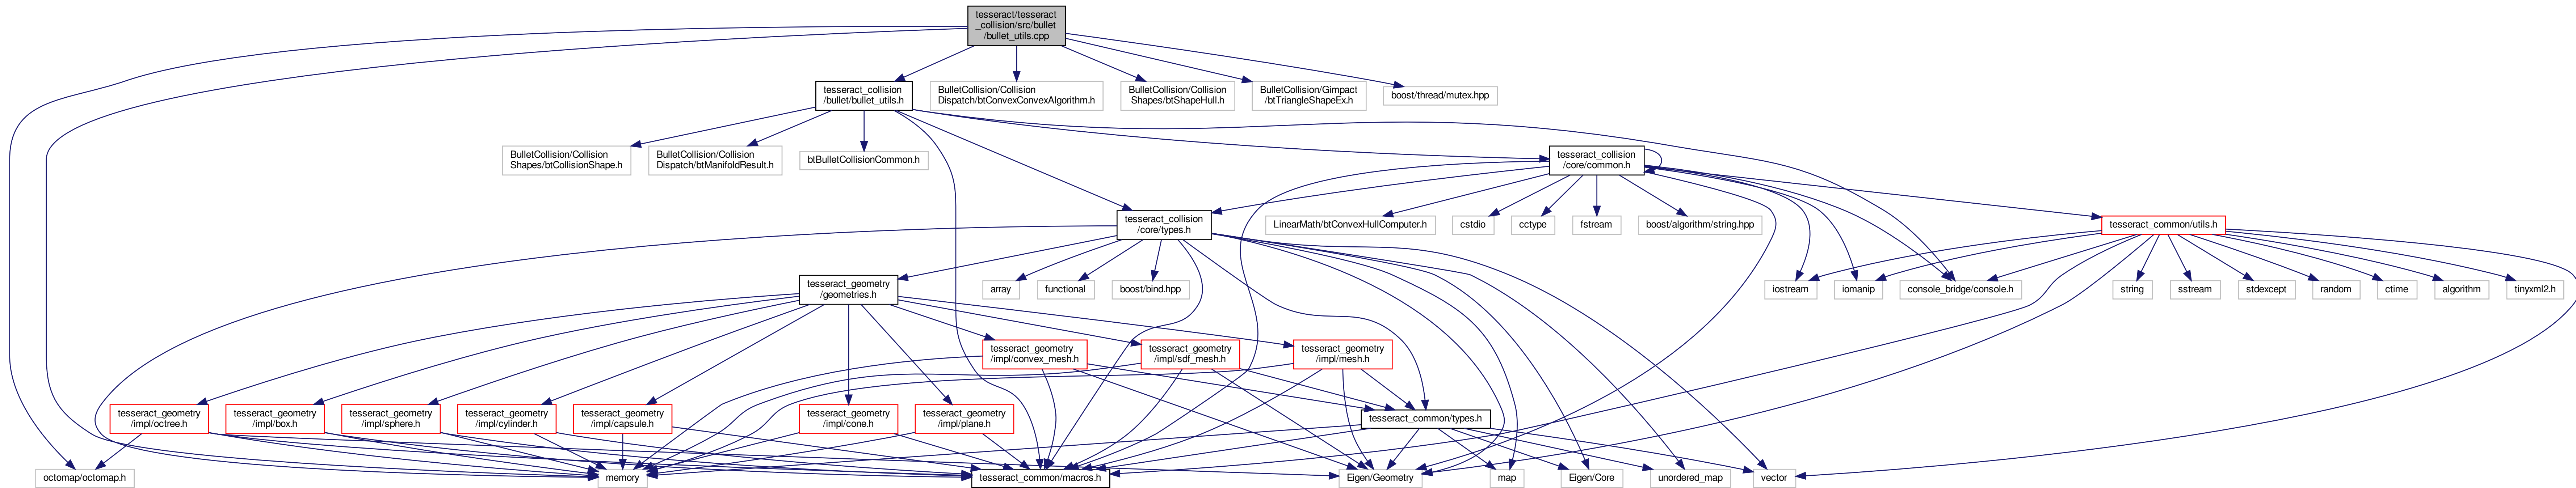 tesseract/tesseract
_collision/src/bullet
/bullet_utils.cpp
tesseract_collision
/bullet/bullet_utils.h
BulletCollision/Collision
Dispatch/btConvexConvexAlgorithm.h
BulletCollision/Collision
Shapes/btShapeHull.h
BulletCollision/Gimpact
/btTriangleShapeEx.h
boost/thread/mutex.hpp
BulletCollision/Collision
Shapes/btCollisionShape.h
BulletCollision/Collision
Dispatch/btManifoldResult.h
btBulletCollisionCommon.h
tesseract_collision
/core/common.h
tesseract_collision
/core/types.h
LinearMath/btConvexHullComputer.h
cstdio
cctype
fstream
boost/algorithm/string.hpp
tesseract_common/utils.h
tesseract_geometry
/geometries.h
array
functional
boost/bind.hpp
iostream
iomanip
console_bridge/console.h
string
sstream
stdexcept
random
ctime
algorithm
tinyxml2.h
tesseract_geometry
/impl/convex_mesh.h
tesseract_geometry
/impl/sdf_mesh.h
tesseract_geometry
/impl/mesh.h
tesseract_geometry
/impl/octree.h
tesseract_geometry
/impl/box.h
tesseract_geometry
/impl/sphere.h
tesseract_geometry
/impl/cylinder.h
tesseract_geometry
/impl/capsule.h
tesseract_geometry
/impl/cone.h
tesseract_geometry
/impl/plane.h
tesseract_common/types.h
octomap/octomap.h
memory
tesseract_common/macros.h
Eigen/Geometry
map
Eigen/Core
unordered_map
vector